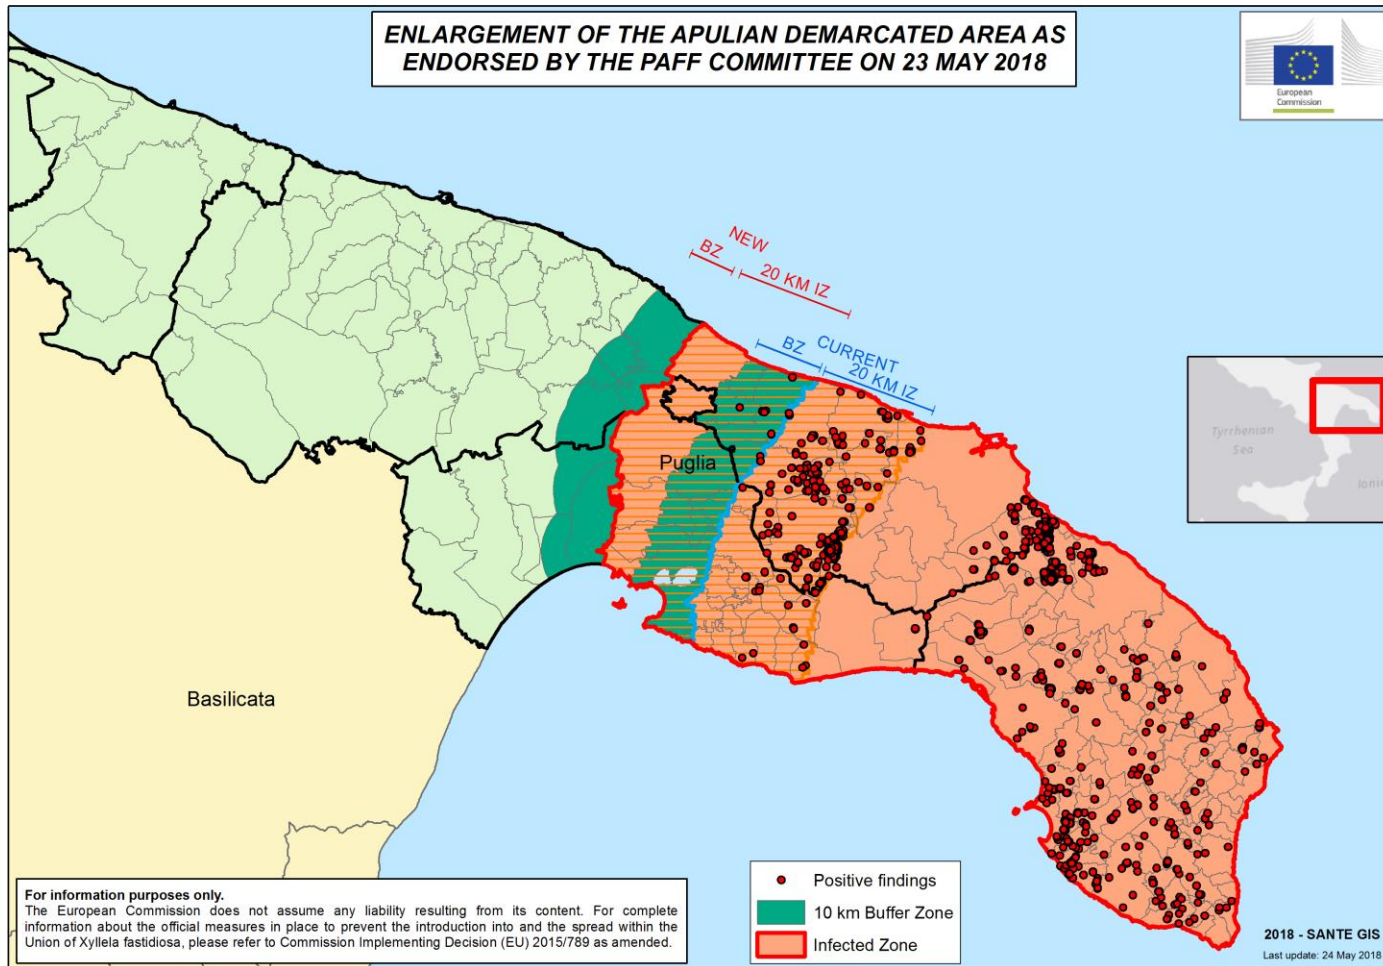 ENLARGEMENT OF THE APULIAN DEMARCATED AREA AS
ENDORSED BY THE PAFF COMMITTEE ON 23 MAY 2018
European
Commission
NEW
BZ
20 KM IZ
CURRENT
BZ
20 KM IZ
Tyrrhenian
Sea
Ionia
Puglia
Basilicata
For information purposes only.
The European Commission does not assume any liability resulting from its content. For complete
information about the official measures in place to prevent the introduction into and the spread within the
Union of Xyllela fastidiosa, please refer to Commission Implementing Decision (EU) 2015/789 as amended.
Positive findings
10 km Buffer Zone
Infected Zone
2018 - SANTE GIS
Last update: 24 May 2018